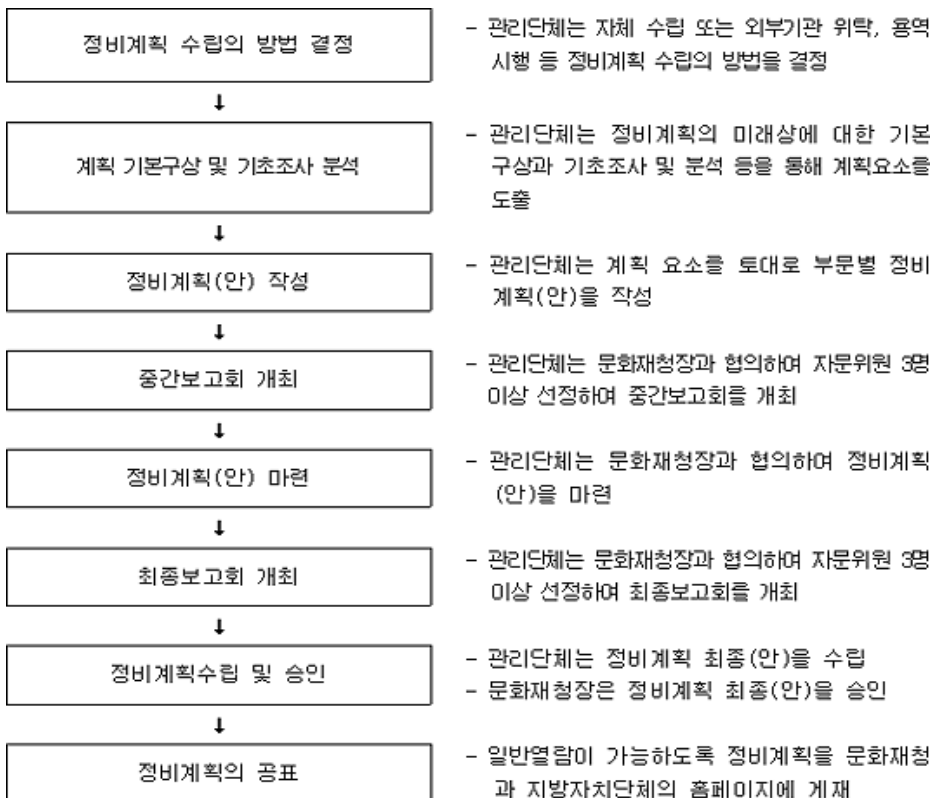 정비계획 수립의 방법 결정
- 관리단체는 자체 수립 또는 외부기관 위탁, 용역
시행 등 정비계획 수립의 방법을 결정
↓
계획 기본구상 및 기초조사 분석
- 관리단체는 정비계획의 미래상에 대한 기본
구상과 기초조사 및 분석 등을 통해 계획요소를
도출
↓
정비계획(안) 작성
- 관리단체는 계획 요소를 토대로 부문별 정비
계획(안)을 작성
↓
중간보고회 개최
- 관리단체는 문화재청장과 협의하여 자문위원 3명
이상 선정하여 중간보고회를 개최
↓
정비계획(안) 마련
- 관리단체는 문화재청장과 협의하여 정비계획
(안)을 마련
↓
최종보고회 개최
- 관리단체는 문화재청장과 협의하여 자문위원 3명
이상 선정하여 최종보고회를 개최
↓
정비계획수립 및 승인
- 관리단체는 정비계획 최종(안)을 수립
- 문화재청장은 정비계획 최종(안)을 승인
↓
정비계획의 공표
- 일반열람이 가능하도록 정비계획을 문화재청
과 지방자치단체의 홈페이지에 게재